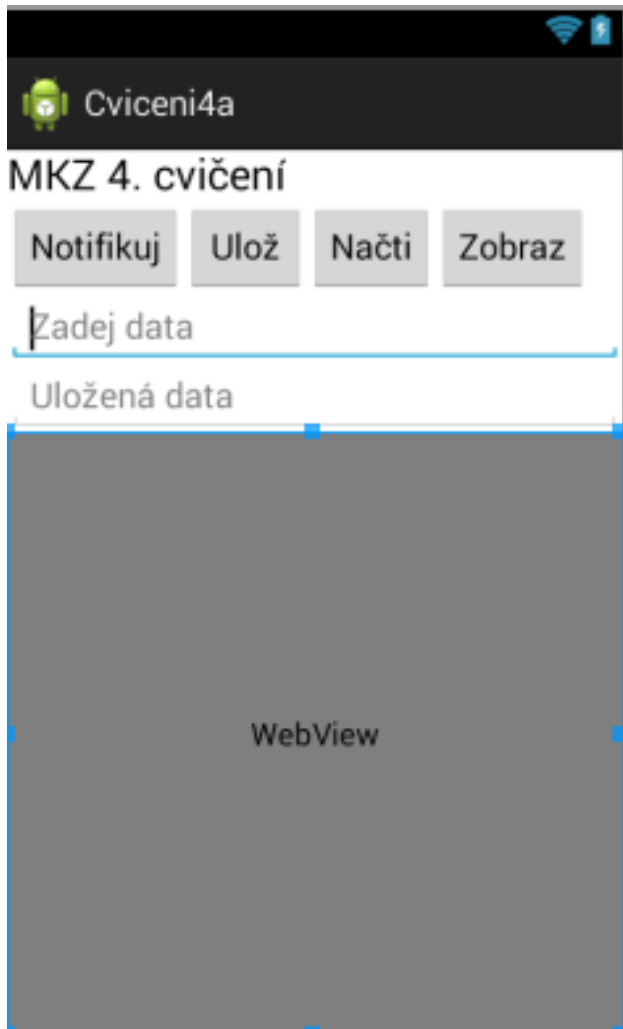 Cviceni4a
MKZ 4. cvičení
Notifikuj Ulož Načti Zobraz
Zadej data
Uložená data
WebView